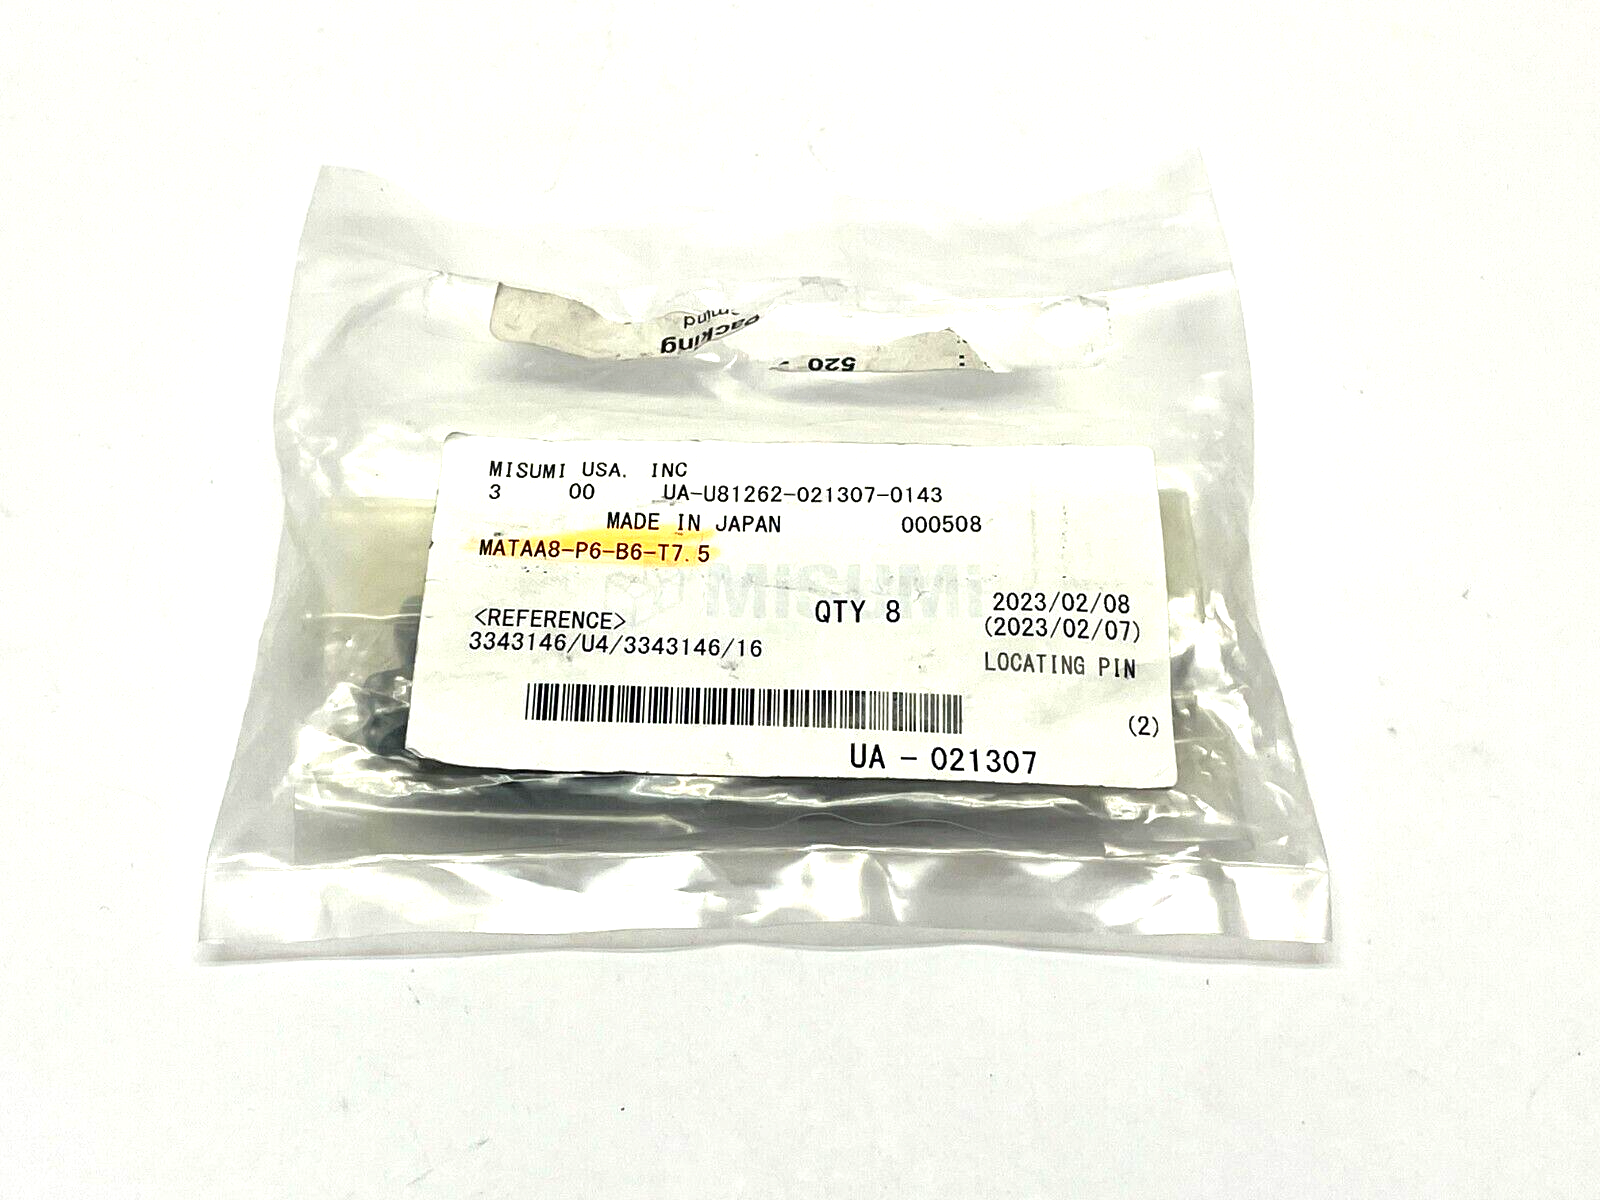 packing
520
MISUMI USA. INC
3 00 UA-U81262-021307-0143
MADE IN JAPAN 000508
MATAA8-P6-B6-T7.5
MISUMI
QTY 8 2023/02/08
(2023/02/07)
<REFERENCE>
3343146/U4/3343146/16
LOCATING PIN
(2)
UA - 021307